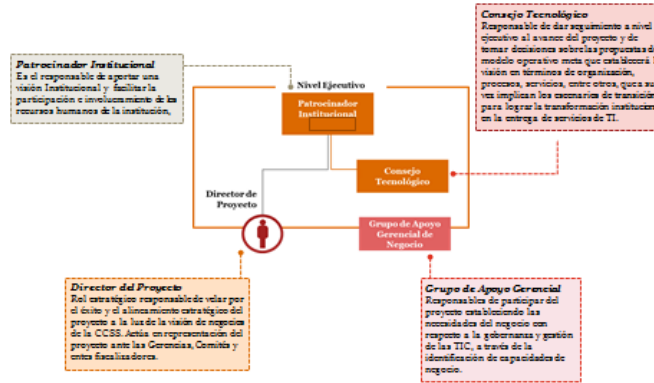 Consejo Tecnológico
Responsable de dar seguimiento a nivel
ejecutivo al avance del proyecto y de
tomar decisiones sobre las propuestas d
modelo operativo meta que establecerá l
visión en términos de organización,
procesos, servicios, entre otros, que a su
vez implican los escenarios de transició
para lograr la transformación institucion
en la entrega de servicios de TI.
Patrocinador Institucional
Es el responsable de aportar una
visión Institucional y facilitar la
participación e involucramiento de los
recursos humanos de la institución,
Nivel Ejecutivo
Patrocinador
Institucional
Consejo
Tecnológico
Director de
Proyecto
Grupo de Apoyo
Gerencial de
Negocio
Director del Proyecto
Rol estratégico responsable de velar por
el éxito y el alineamiento estratégico del
proyecto a la luz de la visión de negocios
de la CCSS. Actúa en representación del
proyecto ante las Gerencias, Comités y
entes fiscalizadores.
Grupo de Apoyo Gerencial
Responsables de participar del
proyecto estableciendo las
necesidades del negocio con
respecto a la gobernanza y gestión
de las TIC, a través de la
identificación de capacidades de
negocio.